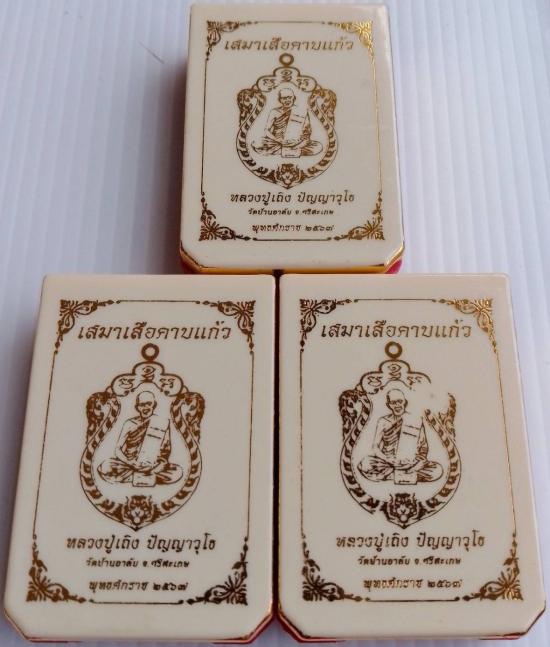 เสมาเสือคาบแก้ว
หลวงปู่เถิง ปัญญาวุโธ
วัดบ้านอาลัย จ.ศรีสะเกษ
พุทธศักราช ๒๕๖๗
เสมาเสือคาบแก้ว
หลวงปู่เถิง ปัญญาวุโธ
วัดบ้านอาลัย จ.ศรีสะเกษ
พุทธศักราช ๒๕๖๗
เสมาเสือคาบแก้ว
หลวงปู่เถิง ปัญญาวุโธ
วัดบ้านอาลัย จ.ศรีสะเกษ
พุทธศักราช ๒๕๖๗